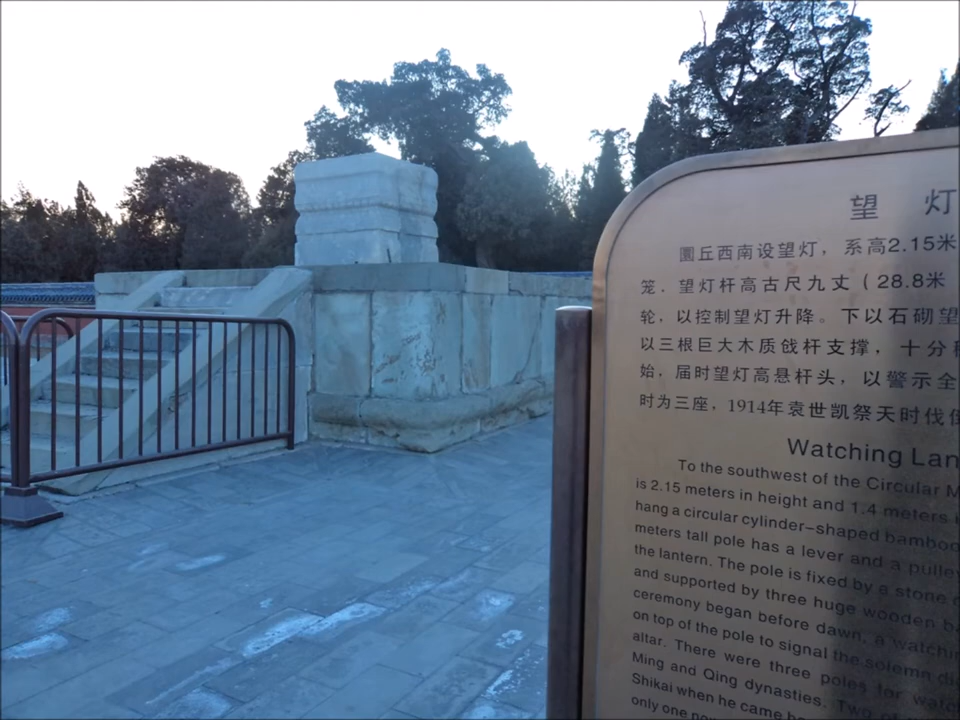 望 灯
圜丘西南设望灯，系高2.15米
笼．望灯杆高古尺九丈（28.8米
轮，以控制望灯升降。下以石砌望
以三根巨大木质戗杆支撑，十分
始，届时望灯高悬杆头，以警示全
时为三座，1914年袁世凯祭天时伐
Watching Lan
To the southwest of the Circular M
is 2.15 meters in height and 1.4 meters
hang a circular cylinder-shaped bamboo
meters tall pole has a lever and a pulle
the lantern. The pole is fixed by a stone
and supported by three huge wooden
ceremony began before dawn, a watchi
on top of the pole to signal the solemn di
altar. There were three poles for watc
Ming and Qing dynasties. Two
Shikai when he came
only one